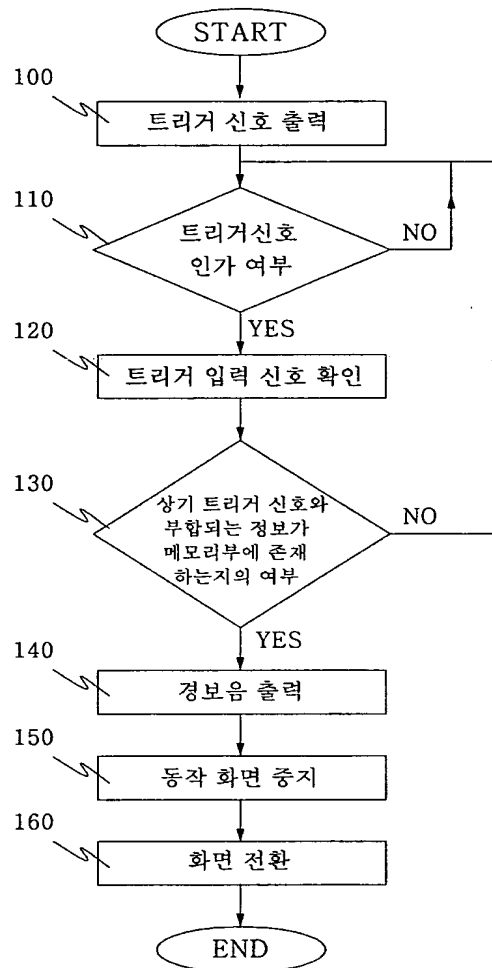 START
100
트리거 신호 출력
110
트리거신호
인가 여부
NO
YES
120
트리거 입력 신호 확인
130
상기 트리거 신호와
부합되는 정보가
메모리부에 존재
하는지의 여부
NO
YES
140
경보음 출력
150
동작 화면 중지
160
화면 전환
END